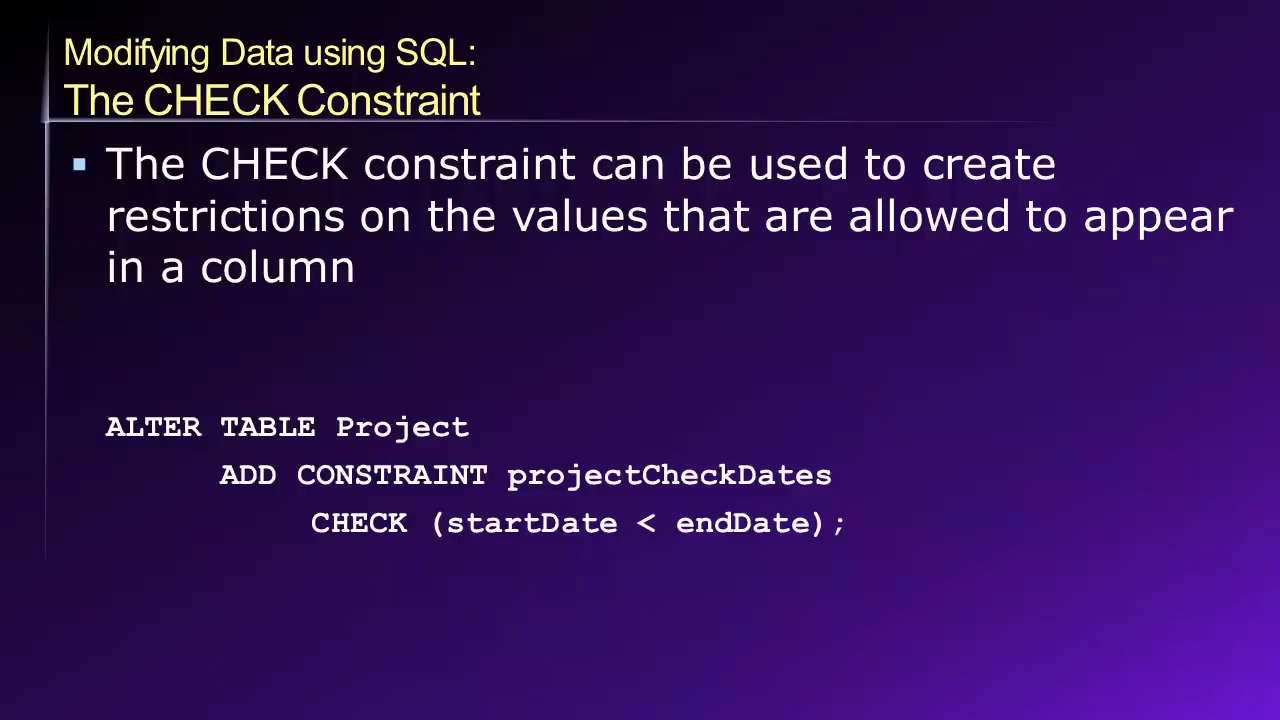 Modifying Data using SQL:
The CHECK Constraint
▪ The CHECK constraint can be used to create
restrictions on the values that are allowed to appear
in a column
ALTER TABLE Project
ADD CONSTRAINT projectCheckDates
CHECK (startDate < endDate);